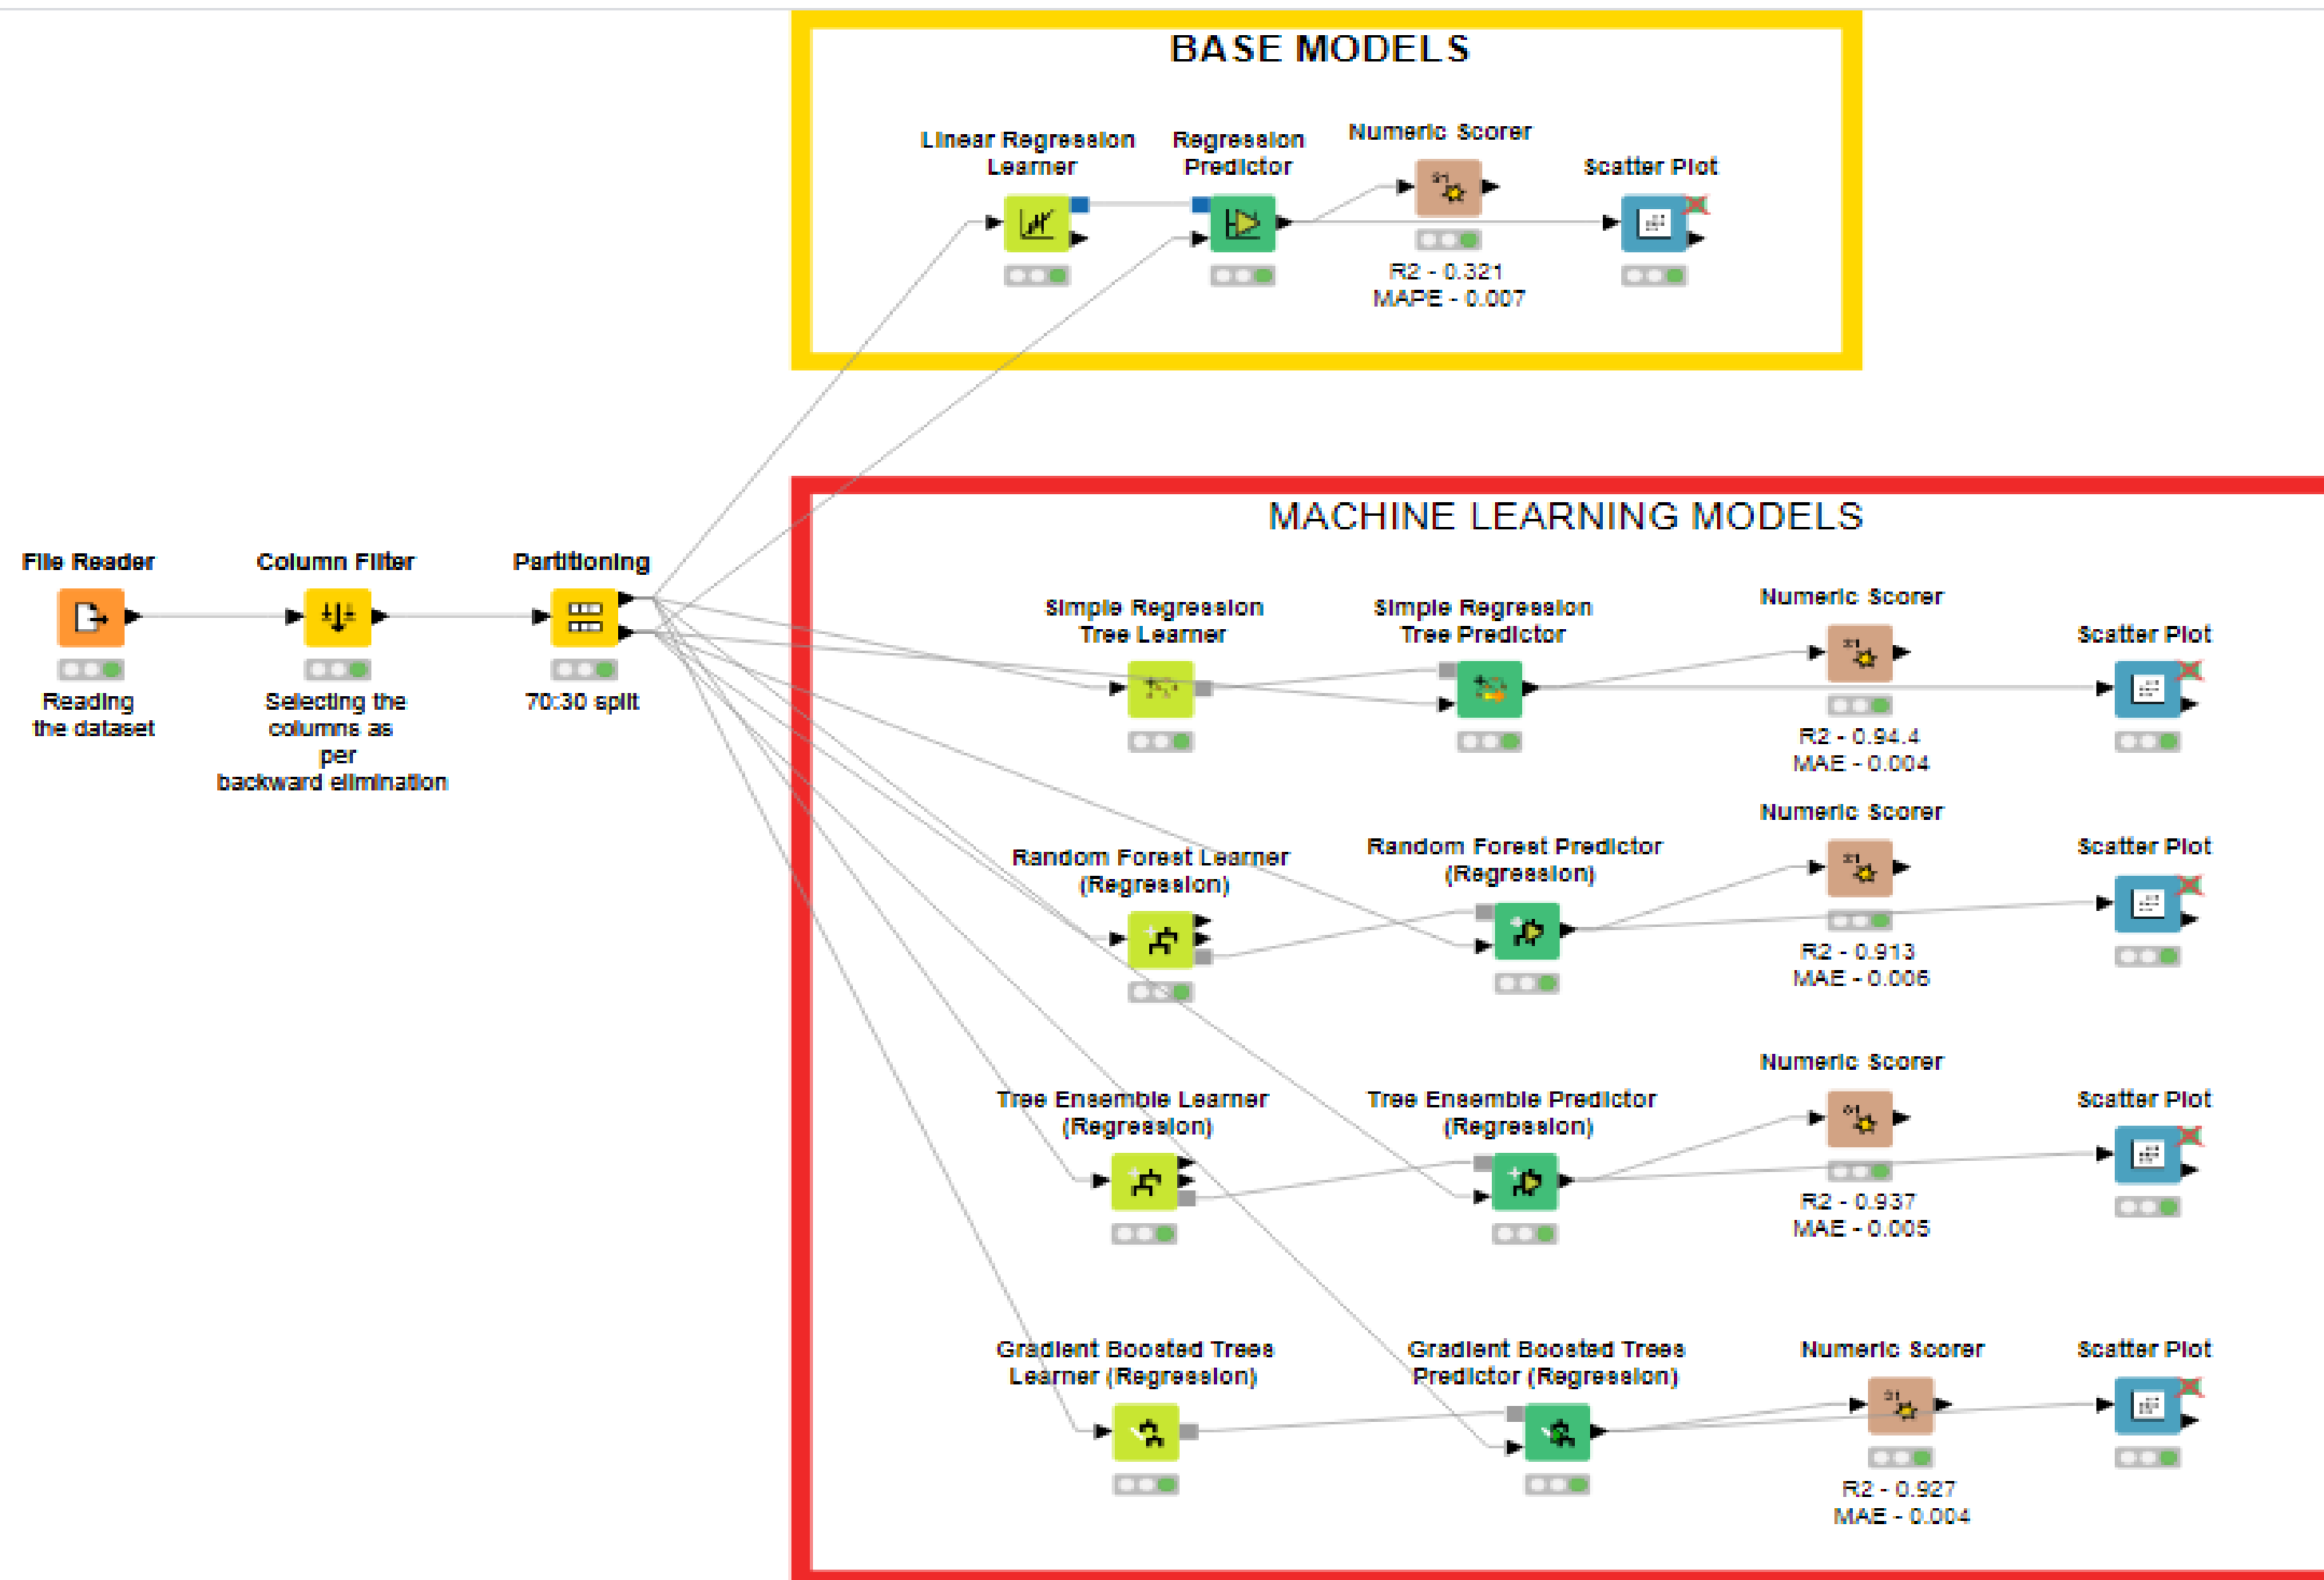 BASE MODELS
Linear Regression
Learner
Regression
Predictor
Numeric Scorer
Scatter Plot
R2 - 0.321
MAPE - 0.007
MACHINE LEARNING MODELS
File Reader
Reading
the dataset
Column Filter
Selecting the
columns as
per
backward elimination
Partitioning
70:30 split
Simple Regression
Tree Learner
Simple Regression
Tree Predictor
Numeric Scorer
R2 - 0.94.4
MAE - 0.004
Scatter Plot
Random Forest Learner
(Regression)
Random Forest Predictor
(Regression)
Numeric Scorer
R2 - 0.913
MAE - 0.006
Scatter Plot
Tree Ensemble Learner
(Regression)
Tree Ensemble Predictor
(Regression)
Numeric Scorer
R2 - 0.937
MAE - 0.005
Scatter Plot
Gradient Boosted Trees
Learner (Regression)
Gradient Boosted Trees
Predictor (Regression)
Numeric Scorer
R2 - 0.927
MAE - 0.004
Scatter Plot